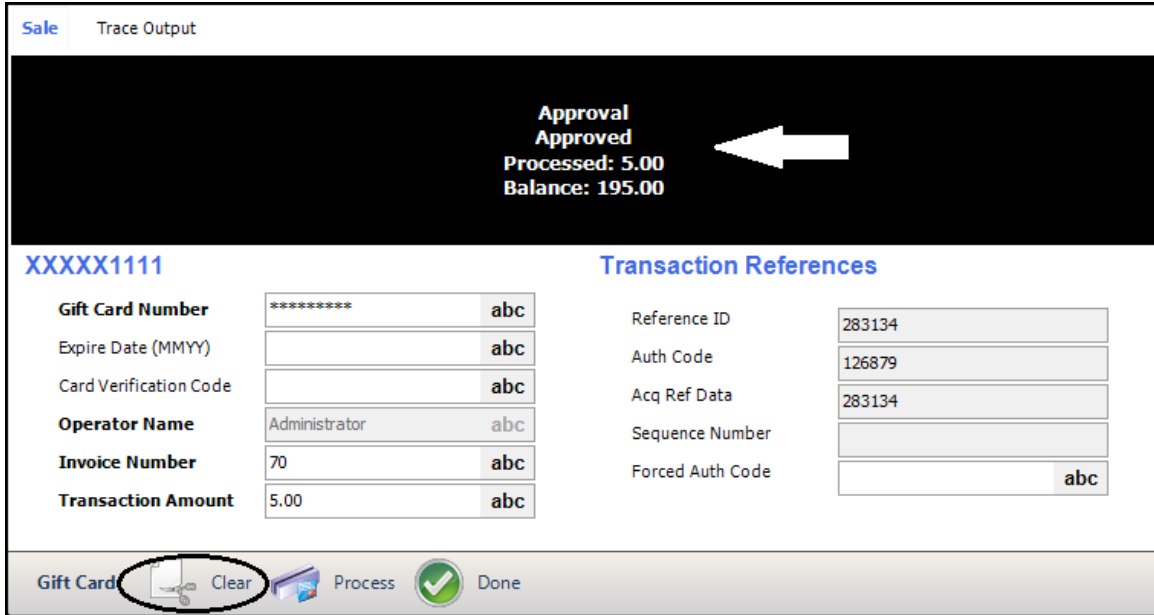 Sale Trace Output
Approval
Approved
Processed: 5.00
Balance: 195.00
XXXXX1111
Gift Card Number ********* abc
Expire Date (MMYY) abc
Card Verification Code abc
Operator Name Administrator abc
Invoice Number 70 abc
Transaction Amount 5.00 abc
Transaction References
Reference ID 283134
Auth Code 126879
Acq Ref Data 283134
Sequence Number
Forced Auth Code abc
Gift Card Clear Process Done